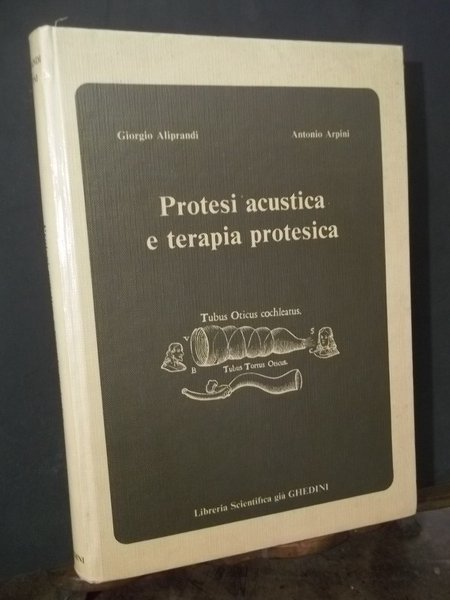 Giorgio Aliprandi
Antonio Arpini
Protesi acustica
e terapia protesica
Tubus Oticus cochleatus.
V
S
B
C
Tubus Tortus Oticus.
Libreria Scientifica già GHEDINI